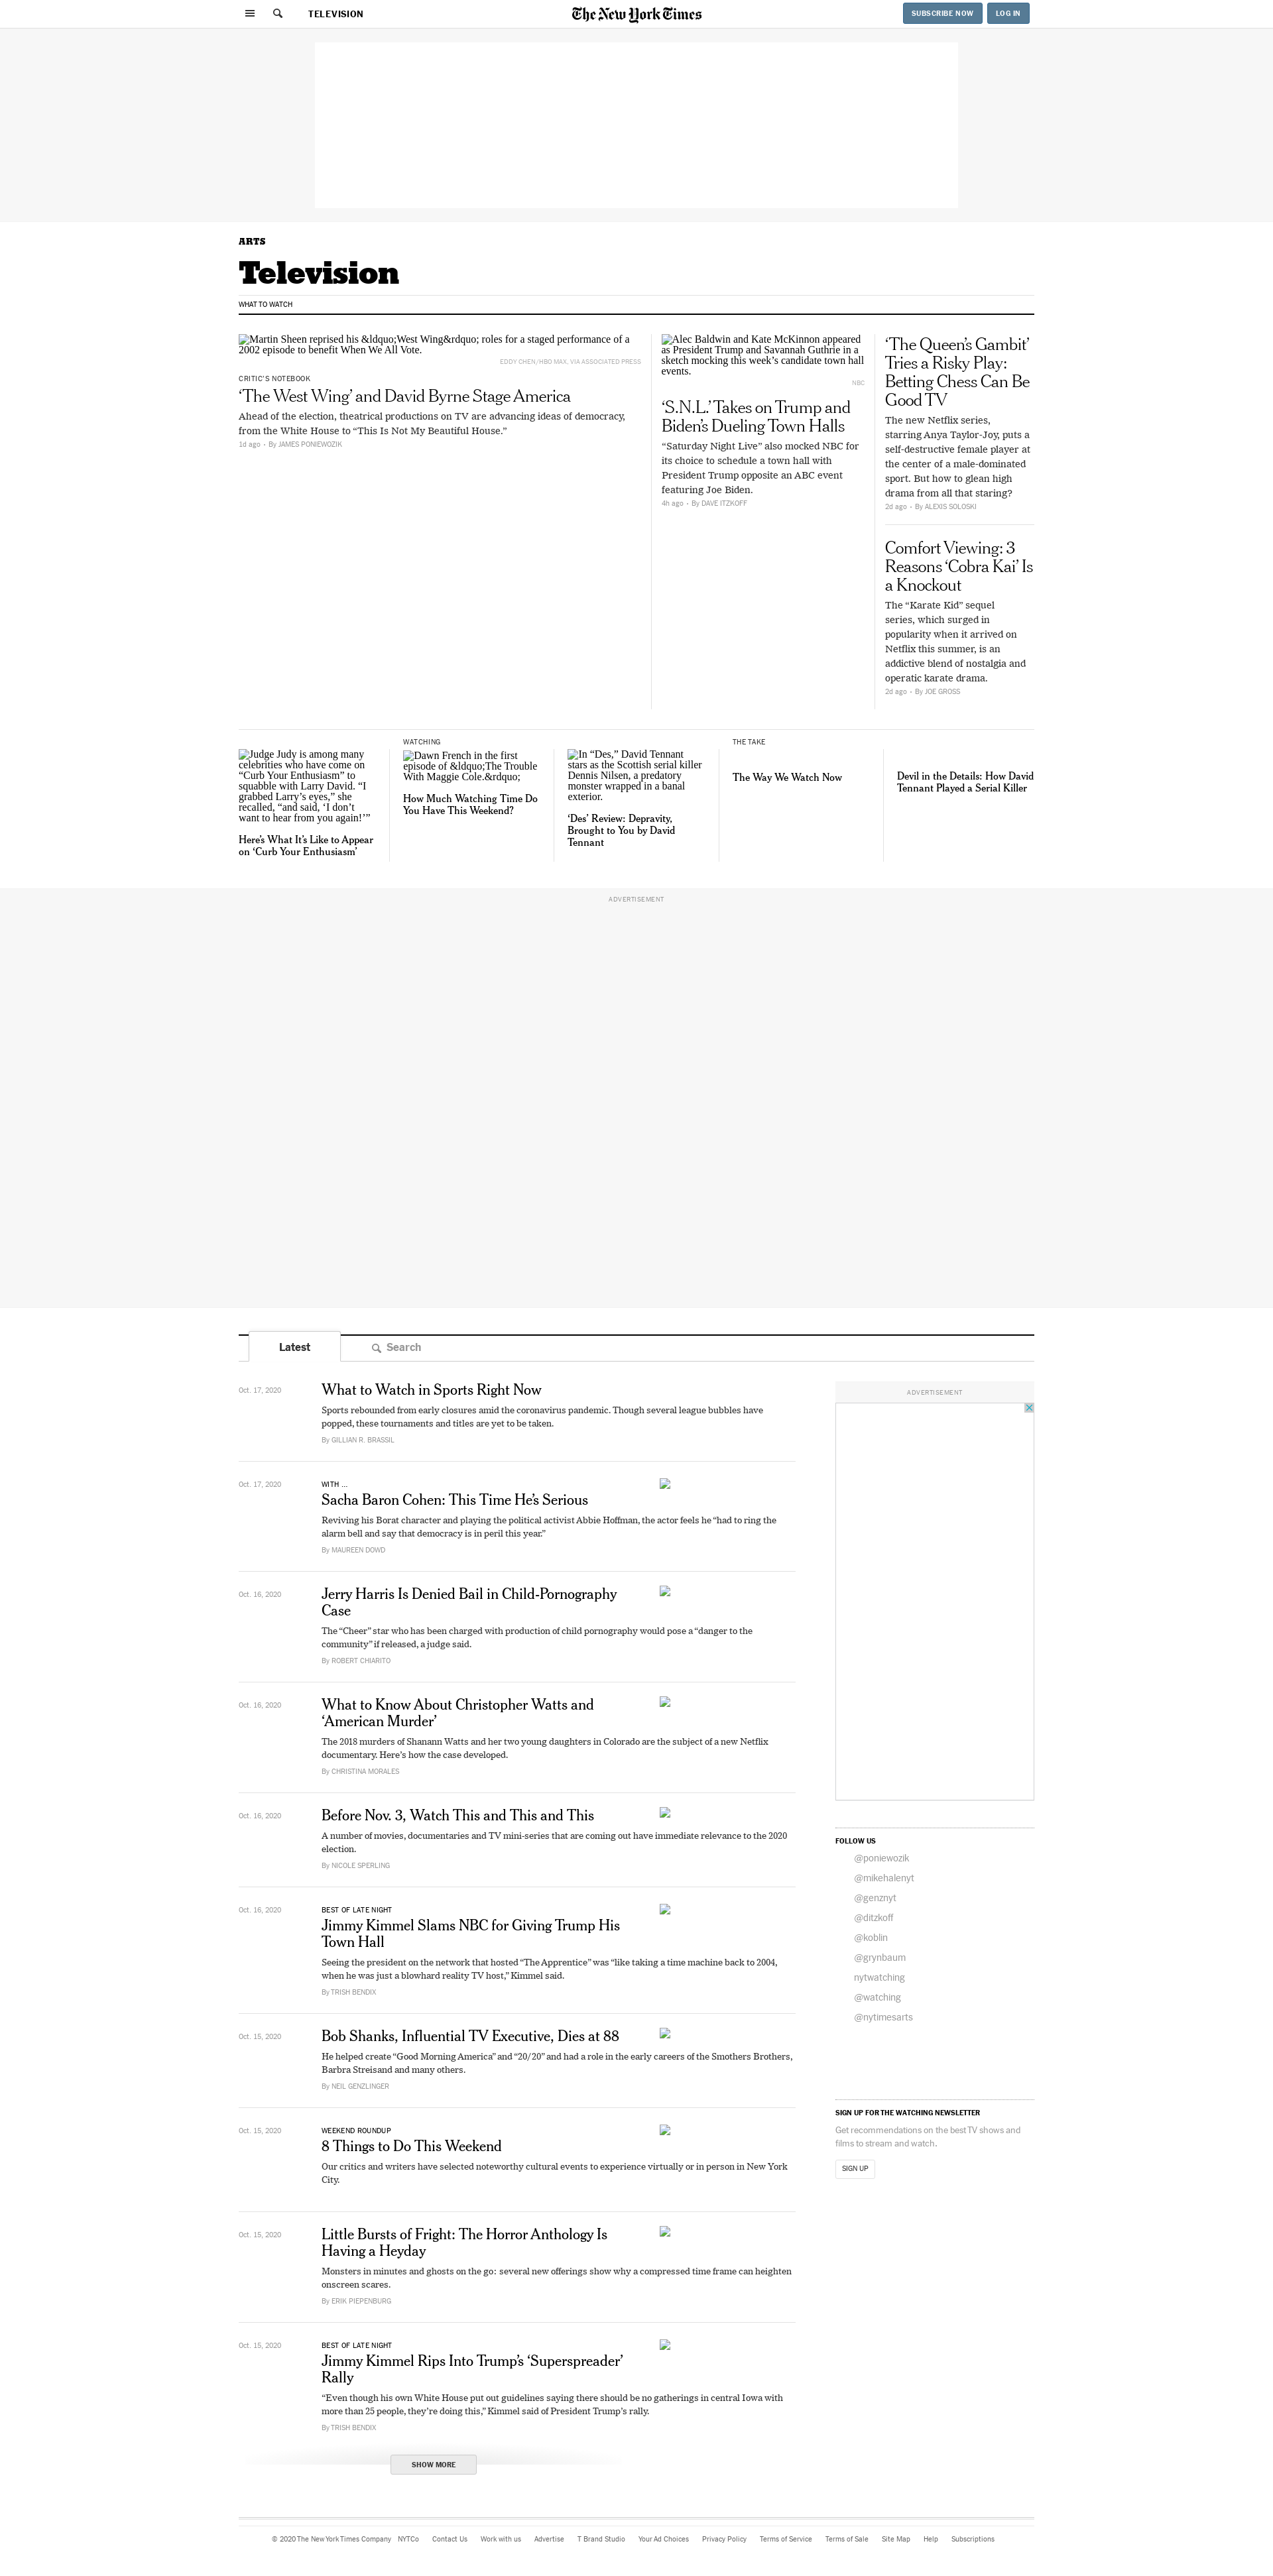 TELEVISION
The New York Times
SUBSCRIBE NOW
LOG IN
ARTS
Television
WHAT TO WATCH
Martin Sheen reprised his &ldquo;West Wing&rdquo; roles for a staged performance of a
2002 episode to benefit When We All Vote.
EDDY CHEN/HBO MAX, VIA ASSOCIATED PRESS
CRITIC'S NOTEBOOK
‘The West Wing’ and David Byrne Stage America
Ahead of the election, theatrical productions on TV are advancing ideas of democracy,
from the White House to “This Is Not My Beautiful House.”
1d ago • By JAMES PONIEWOZIK
Alec Baldwin and Kate McKinnon appeared
as President Trump and Savannah Guthrie in a
sketch mocking this week’s candidate town hall
events.
NBC
‘S.N.L.’ Takes on Trump and
Biden’s Dueling Town Halls
“Saturday Night Live” also mocked NBC for
its choice to schedule a town hall with
President Trump opposite an ABC event
featuring Joe Biden.
4h ago • By DAVE ITZKOFF
‘The Queen’s Gambit’
Tries a Risky Play:
Betting Chess Can Be
Good TV
The new Netflix series,
starring Anya Taylor-Joy, puts a
self-destructive female player at
the center of a male-dominated
sport. But how to glean high
drama from all that staring?
2d ago • By ALEXIS SOLOSKI
Comfort Viewing: 3
Reasons ‘Cobra Kai’ Is
a Knockout
The “Karate Kid” sequel
series, which surged in
popularity when it arrived on
Netflix this summer, is an
addictive blend of nostalgia and
operatic karate drama.
2d ago • By JOE GROSS
Judge Judy is among many
celebrities who have come on
“Curb Your Enthusiasm” to
squabble with Larry David. “I
grabbed Larry’s eyes,” she
recalled, “and said, ‘I don’t
want to hear from you again!’”
Here’s What It’s Like to Appear
on ‘Curb Your Enthusiasm’
WATCHING
Dawn French in the first
episode of &ldquo;The Trouble
With Maggie Cole.&rdquo;
How Much Watching Time Do
You Have This Weekend?
In “Des,” David Tennant
stars as the Scottish serial killer
Dennis Nilsen, a predatory
monster wrapped in a banal
exterior.
‘Des’ Review: Depravity,
Brought to You by David
Tennant
THE TAKE
The Way We Watch Now
Devil in the Details: How David
Tennant Played a Serial Killer
ADVERTISEMENT
Latest
Search
Oct. 17, 2020
What to Watch in Sports Right Now
Sports rebounded from early closures amid the coronavirus pandemic. Though several league bubbles have
popped, these tournaments and titles are yet to be taken.
By GILLIAN R. BRASSIL
Oct. 17, 2020
WITH ...
Sacha Baron Cohen: This Time He’s Serious
Reviving his Borat character and playing the political activist Abbie Hoffman, the actor feels he “had to ring the
alarm bell and say that democracy is in peril this year.”
By MAUREEN DOWD
Oct. 16, 2020
Jerry Harris Is Denied Bail in Child-Pornography
Case
The “Cheer” star who has been charged with production of child pornography would pose a “danger to the
community” if released, a judge said.
By ROBERT CHIARITO
Oct. 16, 2020
What to Know About Christopher Watts and
‘American Murder’
The 2018 murders of Shanann Watts and her two young daughters in Colorado are the subject of a new Netflix
documentary. Here’s how the case developed.
By CHRISTINA MORALES
Oct. 16, 2020
Before Nov. 3, Watch This and This and This
A number of movies, documentaries and TV mini-series that are coming out have immediate relevance to the 2020
election.
By NICOLE SPERLING
Oct. 16, 2020
BEST OF LATE NIGHT
Jimmy Kimmel Slams NBC for Giving Trump His
Town Hall
Seeing the president on the network that hosted “The Apprentice” was “like taking a time machine back to 2004,
when he was just a blowhard reality TV host,” Kimmel said.
By TRISH BENDIX
Oct. 15, 2020
Bob Shanks, Influential TV Executive, Dies at 88
He helped create “Good Morning America” and “20/20” and had a role in the early careers of the Smothers Brothers,
Barbra Streisand and many others.
By NEIL GENZLINGER
Oct. 15, 2020
WEEKEND ROUNDUP
8 Things to Do This Weekend
Our critics and writers have selected noteworthy cultural events to experience virtually or in person in New York
City.
Oct. 15, 2020
Little Bursts of Fright: The Horror Anthology Is
Having a Heyday
Monsters in minutes and ghosts on the go: several new offerings show why a compressed time frame can heighten
onscreen scares.
By ERIK PIEPENBURG
Oct. 15, 2020
BEST OF LATE NIGHT
Jimmy Kimmel Rips Into Trump’s ‘Superspreader’
Rally
“Even though his own White House put out guidelines saying there should be no gatherings in central Iowa with
more than 25 people, they’re doing this,” Kimmel said of President Trump’s rally.
By TRISH BENDIX
SHOW MORE
ADVERTISEMENT
FOLLOW US
@poniewozik
@mikehalenyt
@genznyt
@ditzkoff
@koblin
@grynbaum
nytwatching
@watching
@nytimesarts
SIGN UP FOR THE WATCHING NEWSLETTER
Get recommendations on the best TV shows and
films to stream and watch.
SIGN UP
© 2020 The New York Times Company NYTCo Contact Us Work with us Advertise T Brand Studio Your Ad Choices Privacy Policy Terms of Service Terms of Sale Site Map Help Subscriptions